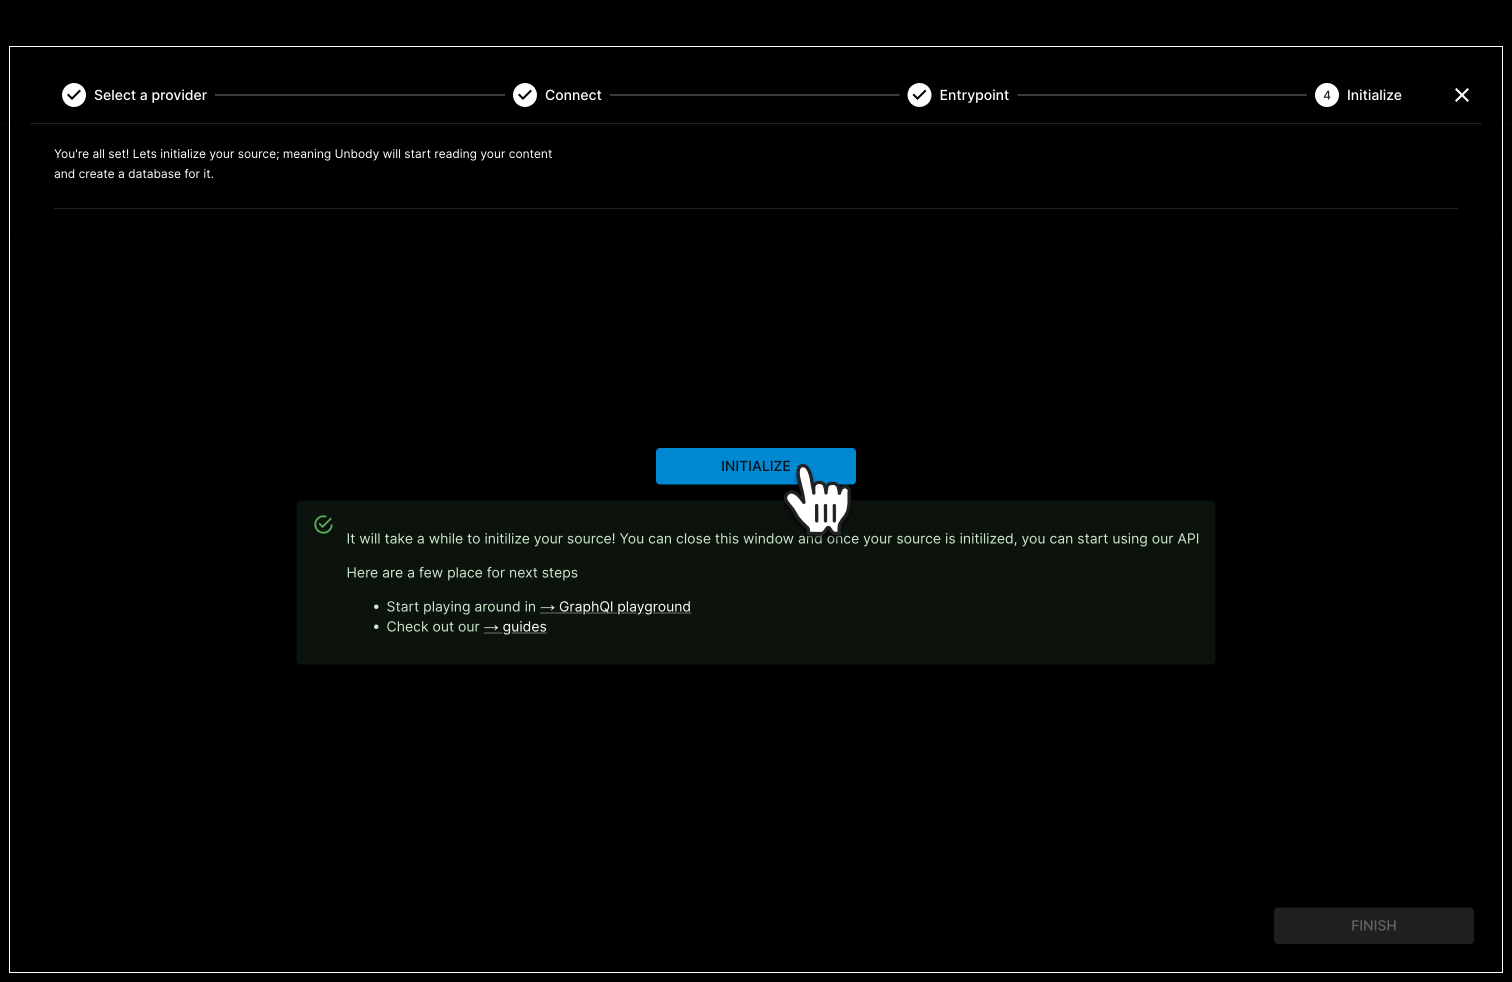 Select a provider
Connect
Entrypoint
4
Initialize
You're all set! Lets initialize your source; meaning Unbody will start reading your content
and create a database for it.
INITIALIZE
It will take a while to initilize your source! You can close this window and once your source is initilized, you can start using our API
Here are a few place for next steps
• Start playing around in → GraphQl playground
• Check out our → guides
FINISH